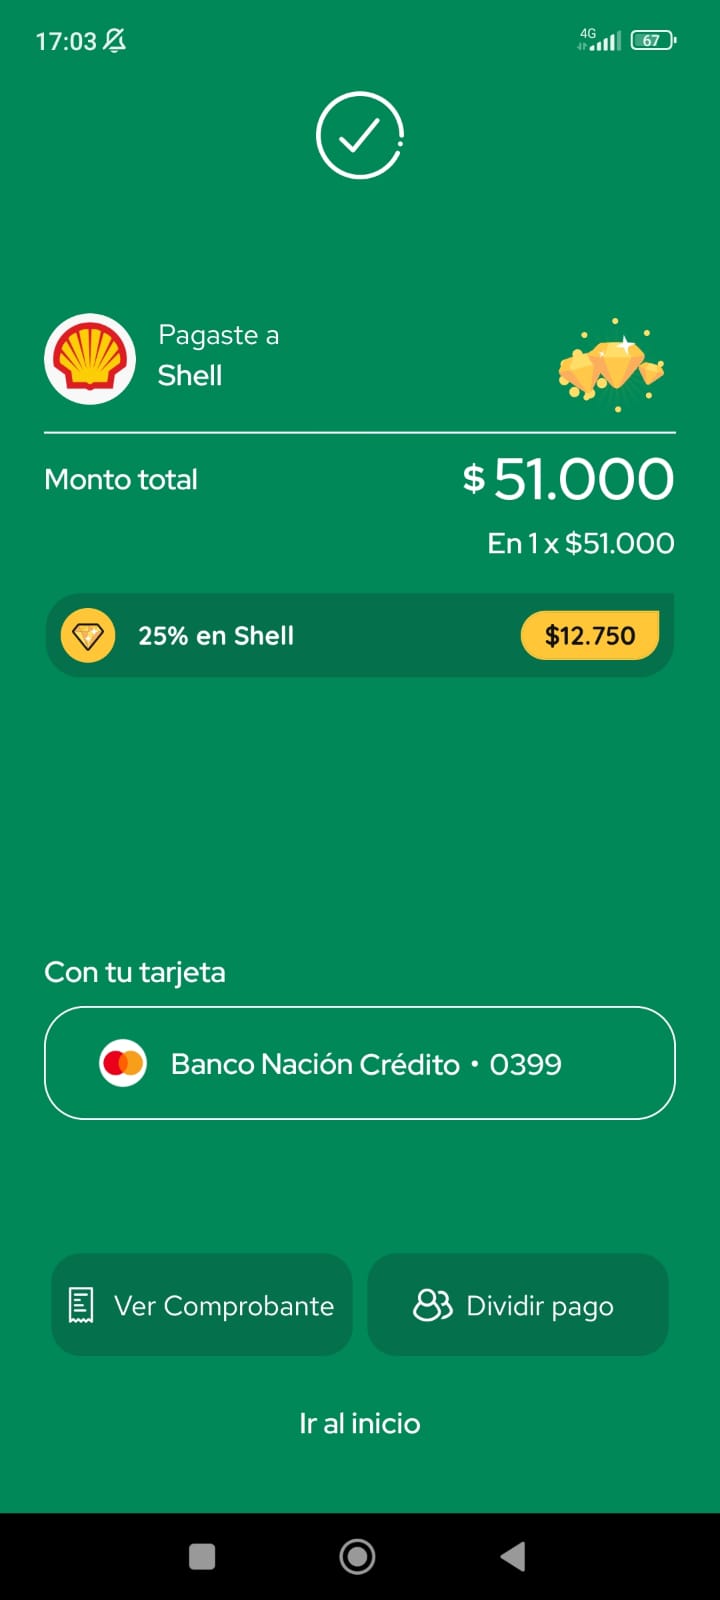 17:03
4G
67
Pagaste a
Shell
Monto total
$ 51.000
En 1 x $51.000
25% en Shell
$12.750
Con tu tarjeta
Banco Nación Crédito • 0399
Ver Comprobante
Dividir pago
Ir al inicio